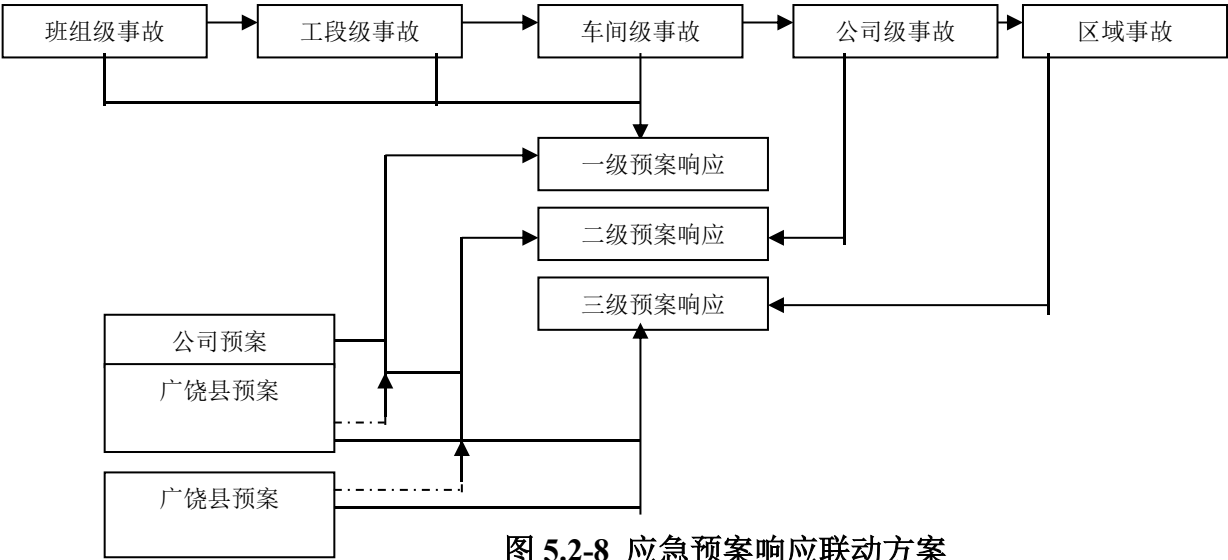 班组级事故
工段级事故
车间级事故
公司级事故
区域事故
一级预案响应
二级预案响应
三级预案响应
公司预案
广饶县预案
广饶县预案
图 5.2-8 应急预案响应联动方案